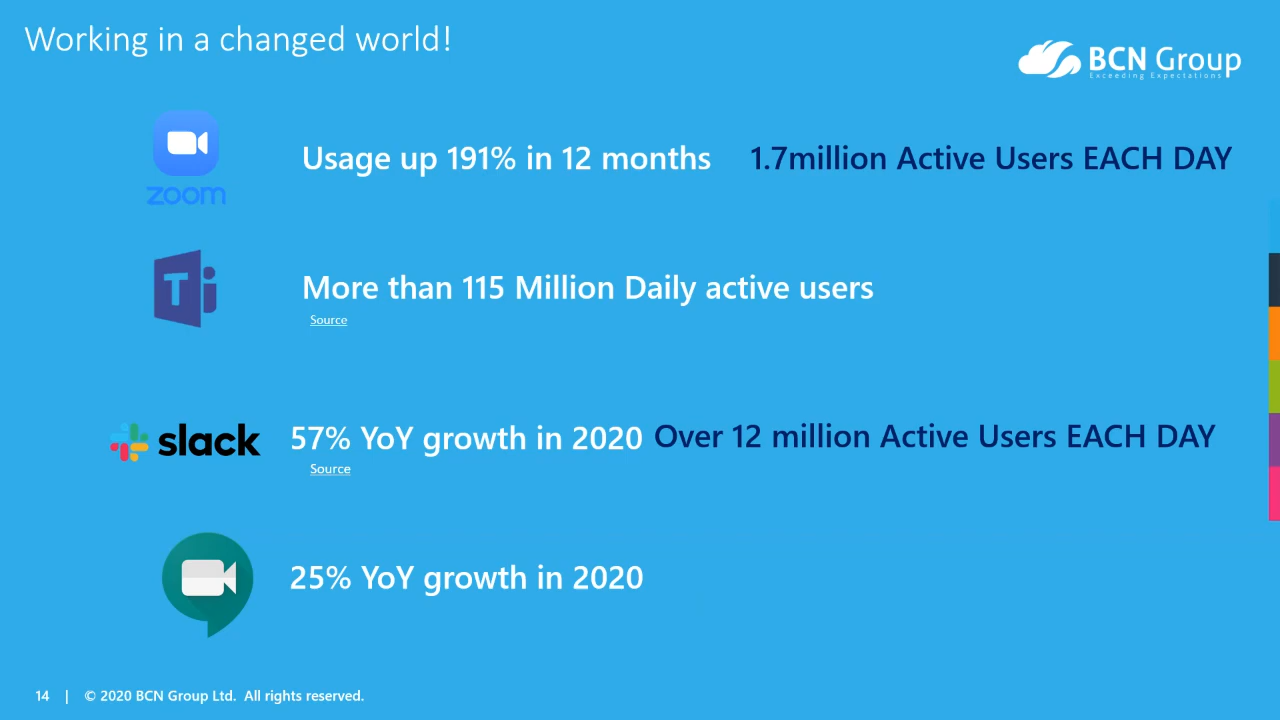 Working in a changed world!
BCN Group
Exceeding Expectations
zoom
Usage up 191% in 12 months
1.7million Active Users EACH DAY
T
More than 115 Million Daily active users
Source
slack
57% YoY growth in 2020
Over 12 million Active Users EACH DAY
Source
25% YoY growth in 2020
14 | © 2020 BCN Group Ltd. All rights reserved.